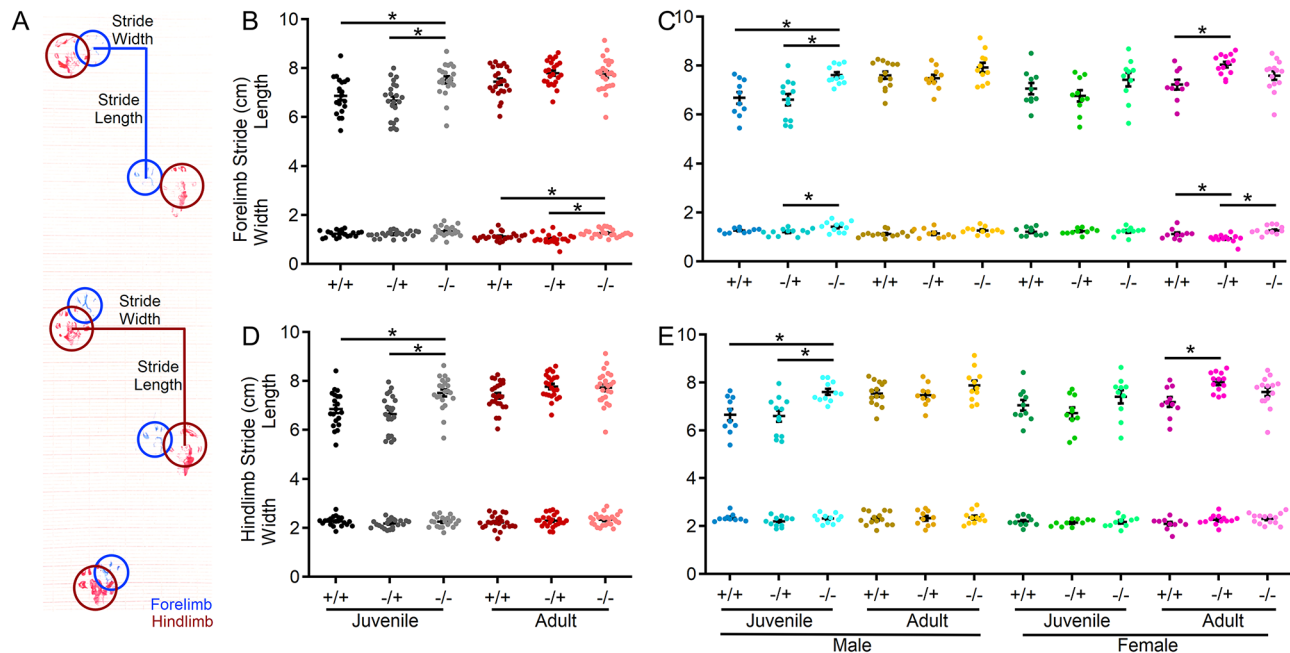 A
Stride
Width
Stride
Length
Stride
Width
Stride
Length
Forelimb
Hindlimb
B
Forelimb Stride (cm)
Width Length
10
8
6
4
2
0
* * * *
+/+ -/+ -/- +/+ -/+ -/-
C
10
8
6
4
2
0
* * * * * *
+/+ -/+ -/- +/+ -/+ -/- +/+ -/+ -/- +/+ -/+ -/-
D
Hindlimb Stride (cm)
Width Length
10
8
6
4
2
0
* *
+/+ -/+ -/- +/+ -/+ -/-
Juvenile Adult
E
10
8
6
4
2
0
* * *
+/+ -/+ -/- +/+ -/+ -/- +/+ -/+ -/- +/+ -/+ -/-
Juvenile Adult Juvenile Adult
Male Female